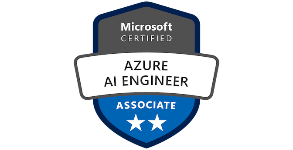 Microsoft
CERTIFIED
AZURE
AI ENGINEER
ASSOCIATE